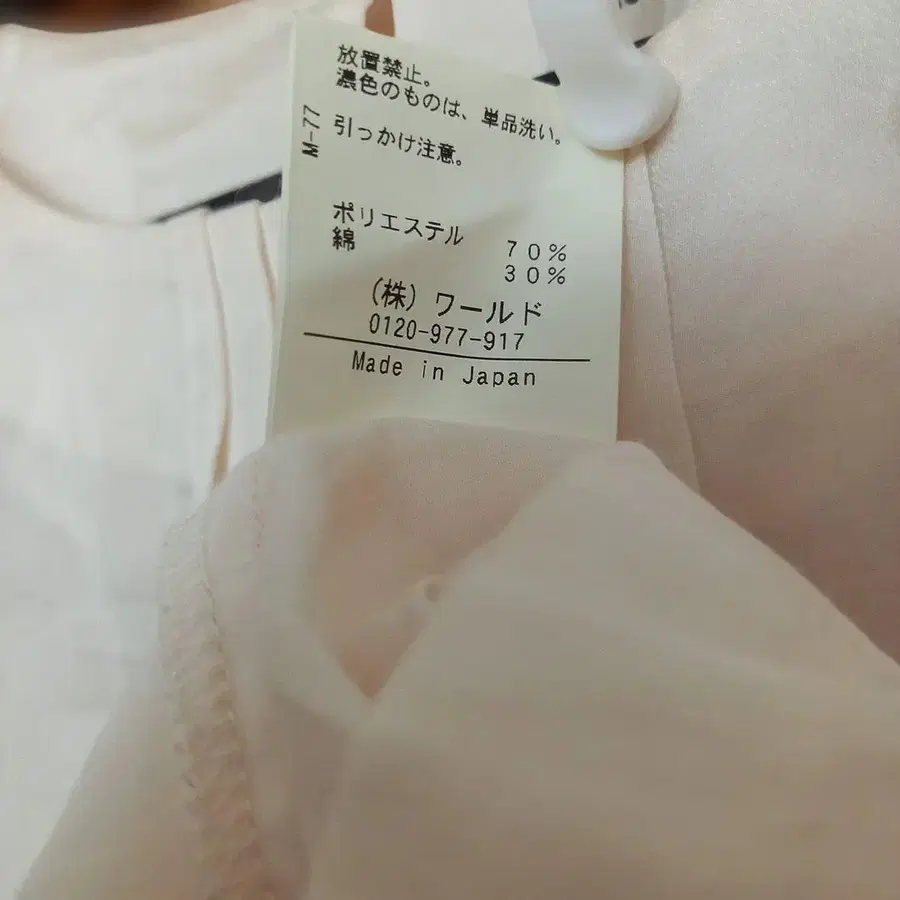 放置禁止。
濃色のものは、単品洗い。
引っかけ注意。
M-77
ポリエステル 70%
綿 30%
(株)ワールド
0120-977-917
Made in Japan